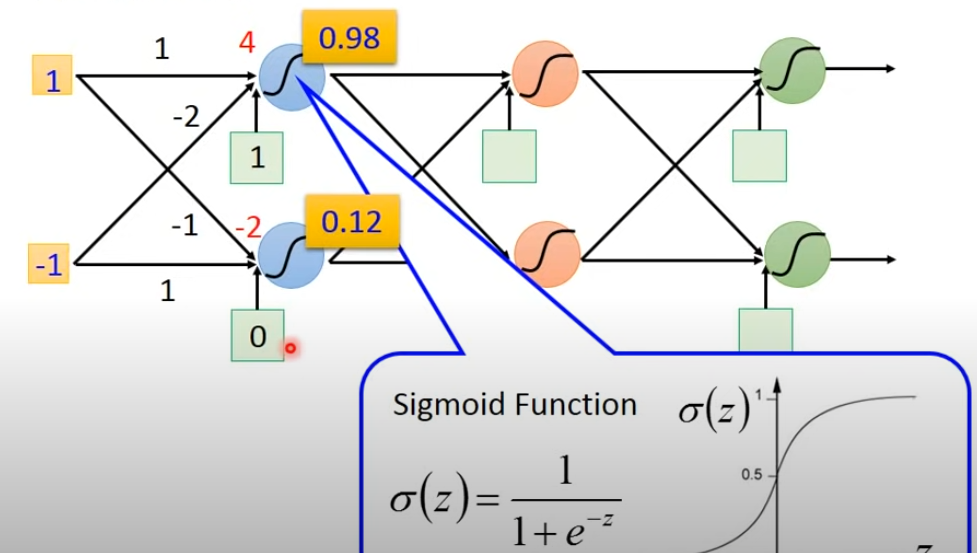 1 4 0.98
1
-2
1
-1 -2 0.12
-1
1
0
Sigmoid Function σ(z) 1
0.5
σ(z) = 1 / (1 + e^{-z})
z